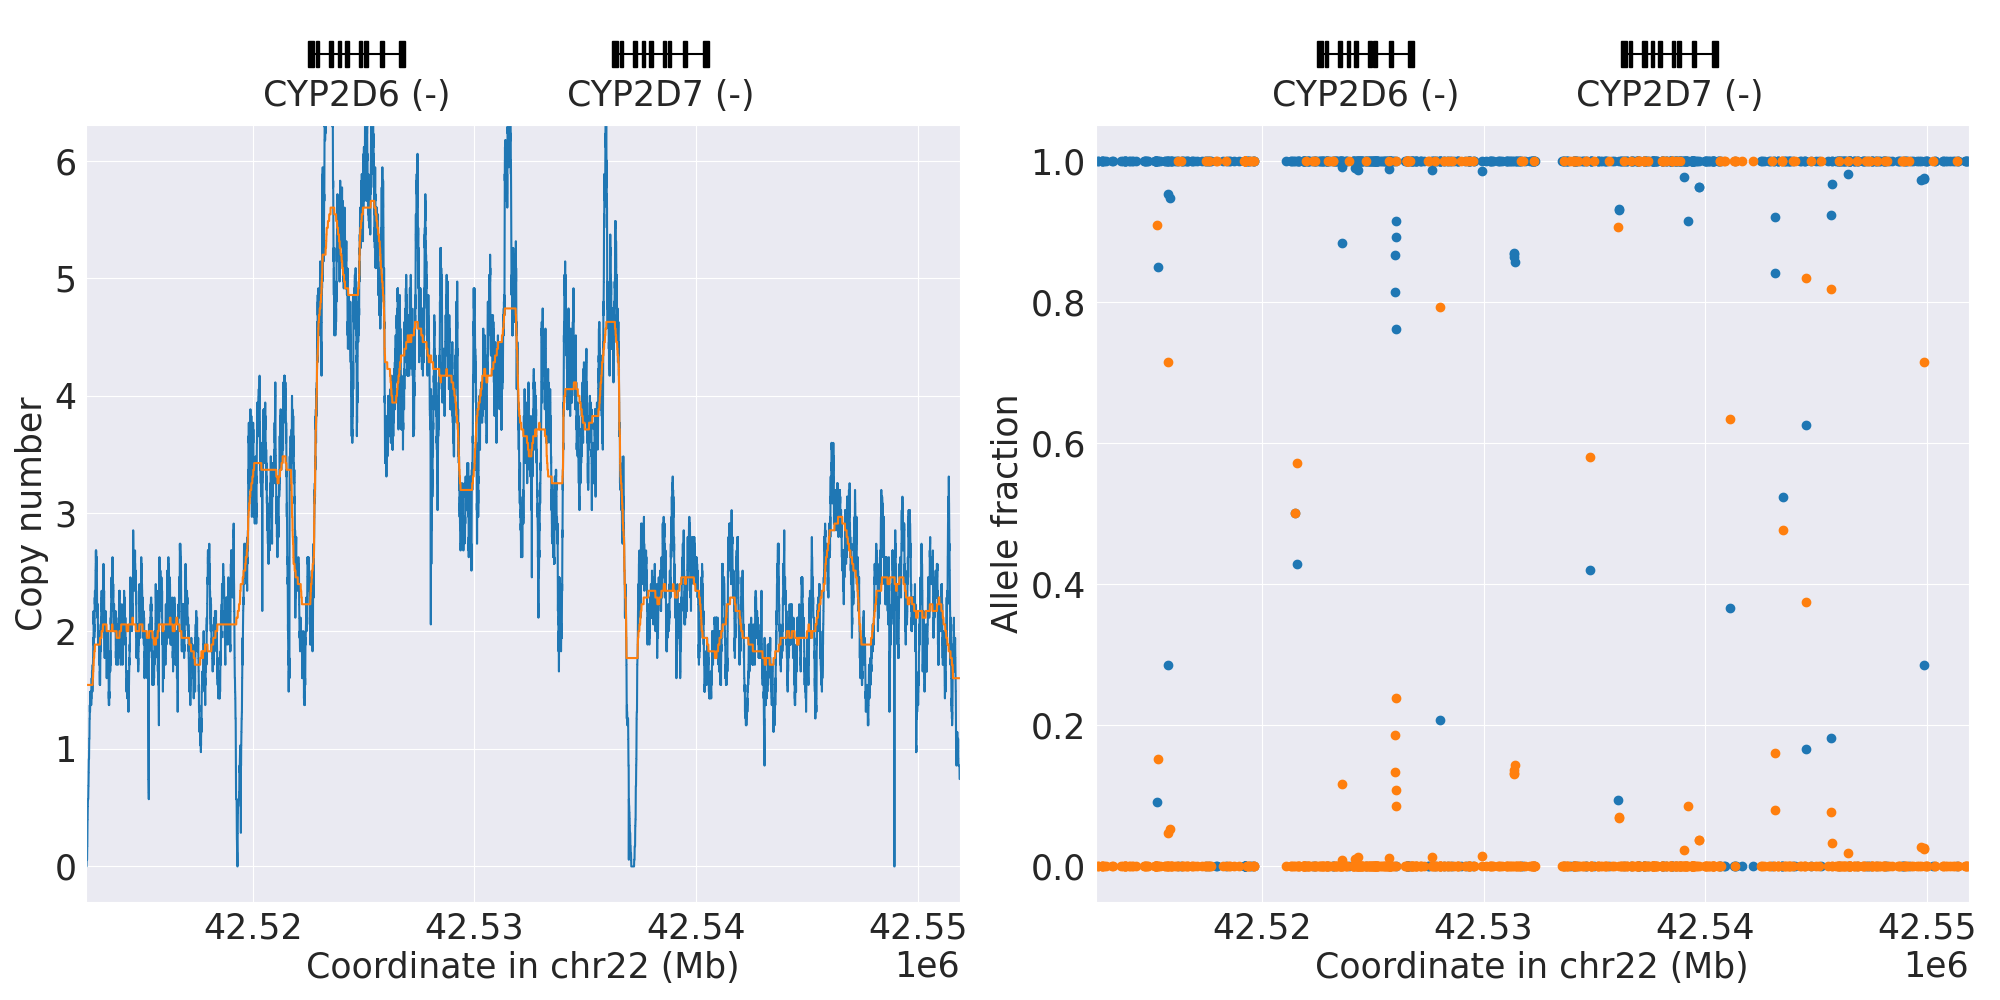 CYP2D6 (-) CYP2D7 (-)
Copy number
6
5
4
3
2
1
0
42.52 42.53 42.54 42.55
Coordinate in chr22 (Mb) 1e6
CYP2D6 (-) CYP2D7 (-)
Allele fraction
1.0
0.8
0.6
0.4
0.2
0.0
42.52 42.53 42.54 42.55
Coordinate in chr22 (Mb) 1e6